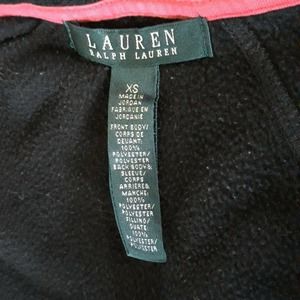 LAUREN
RALPH LAUREN
XS
MADE IN
JORDAN
FABRIQUE EN
JORDANIE
FRONT BODY/
CORPS DE
DEVANT:
100%
POLYESTER/
POLYESTER
BACK BODY&
SLEEVE/
CORPS
ARRIERE&
MANCHE:
100%
POLYESTER/
POLYESTER
FILLING/
OUATE:
100%
POLYESTER/
POLYESTER